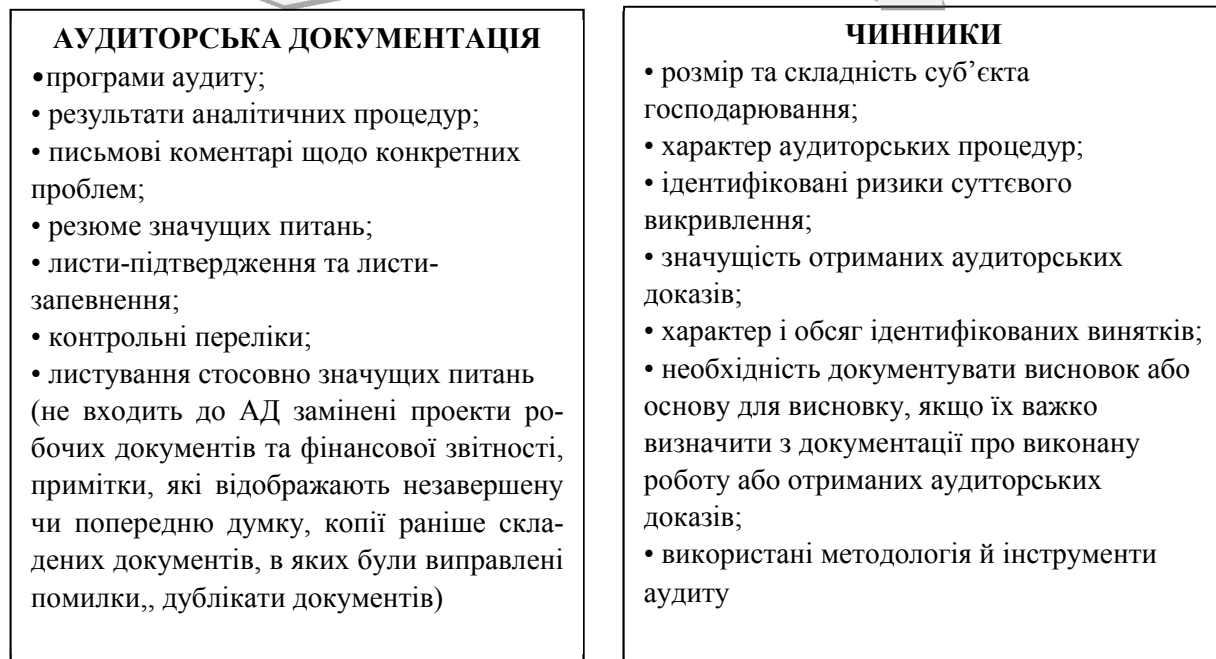 АУДИТОРСЬКА ДОКУМЕНТАЦІЯ
•програми аудиту;
• результати аналітичних процедур;
• письмові коментарі щодо конкретних
проблем;
• резюме значущих питань;
• листи-підтвердження та листи-
запевнення;
• контрольні переліки;
• листування стосовно значущих питань
(не входить до АД замінені проекти ро-
бочих документів та фінансової звітності,
примітки, які відображають незавершену
чи попередню думку, копії раніше скла-
дених документів, в яких були виправлені
помилки,, дублікати документів)
ЧИННИКИ
• розмір та складність суб’єкта
господарювання;
• характер аудиторських процедур;
• ідентифіковані ризики суттєвого
викривлення;
• значущість отриманих аудиторських
доказів;
• характер і обсяг ідентифікованих винятків;
• необхідність документувати висновок або
основу для висновку, якщо їх важко
визначити з документації про виконану
роботу або отриманих аудиторських
доказів;
• використані методологія й інструменти
аудиту